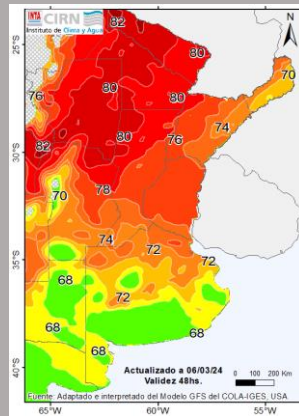 INTA CIRN
Instituto de Clima y Agua
N
82
80
70
25°S
76
80
80
74
76
82
80
30°S
70
78
74
72
72
35°S
68
72
68
68
68
Actualizado a 06/03/24
Validez 48hs.
0 100 200 Km
40°S
Fuente: Adaptado e interpretado del Modelo GFS del COLA-IGES, USA.
65°W 60°W 55°W